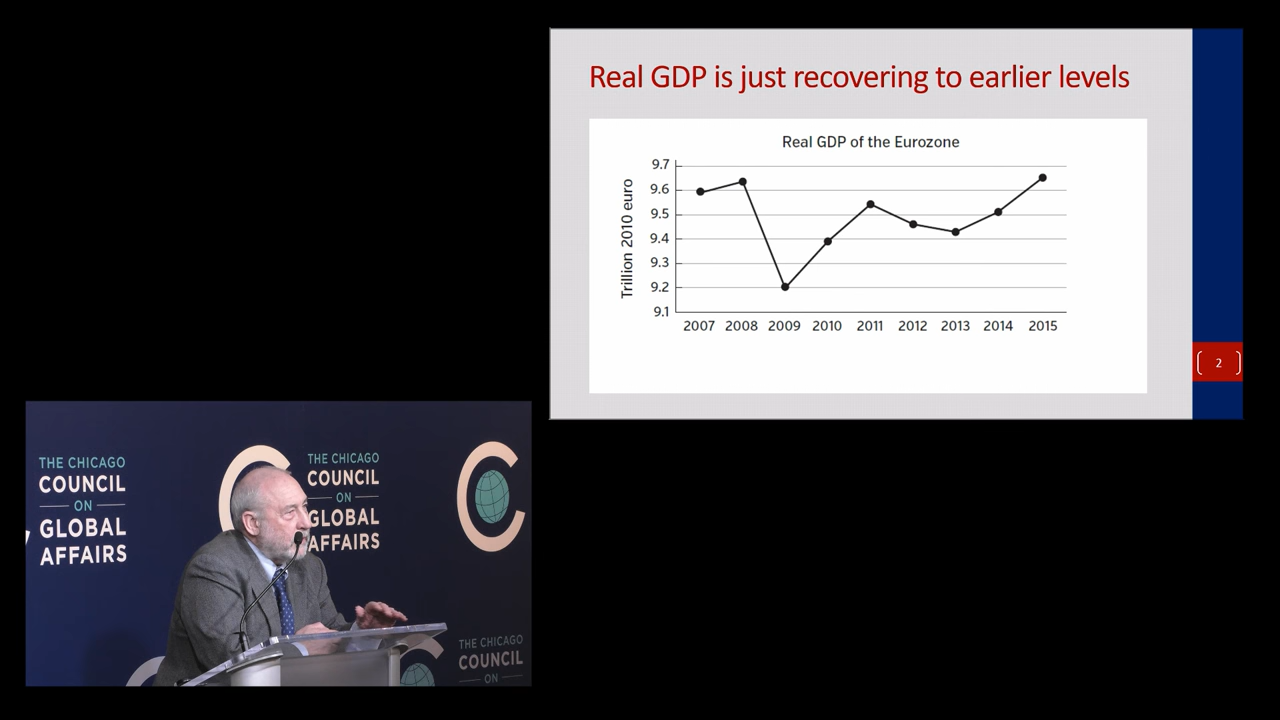 Real GDP is just recovering to earlier levels
Real GDP of the Eurozone
Trillion 2010 euro
9.7
9.6
9.5
9.4
9.3
9.2
9.1
2007 2008 2009 2010 2011 2012 2013 2014 2015
2
THE CHICAGO
COUNCIL
ON
GLOBAL
AFFAIRS
THE CHICAGO
COUNCIL
ON
GLOBAL
AFFAIRS
THE CHICAGO
COUNCIL
ON